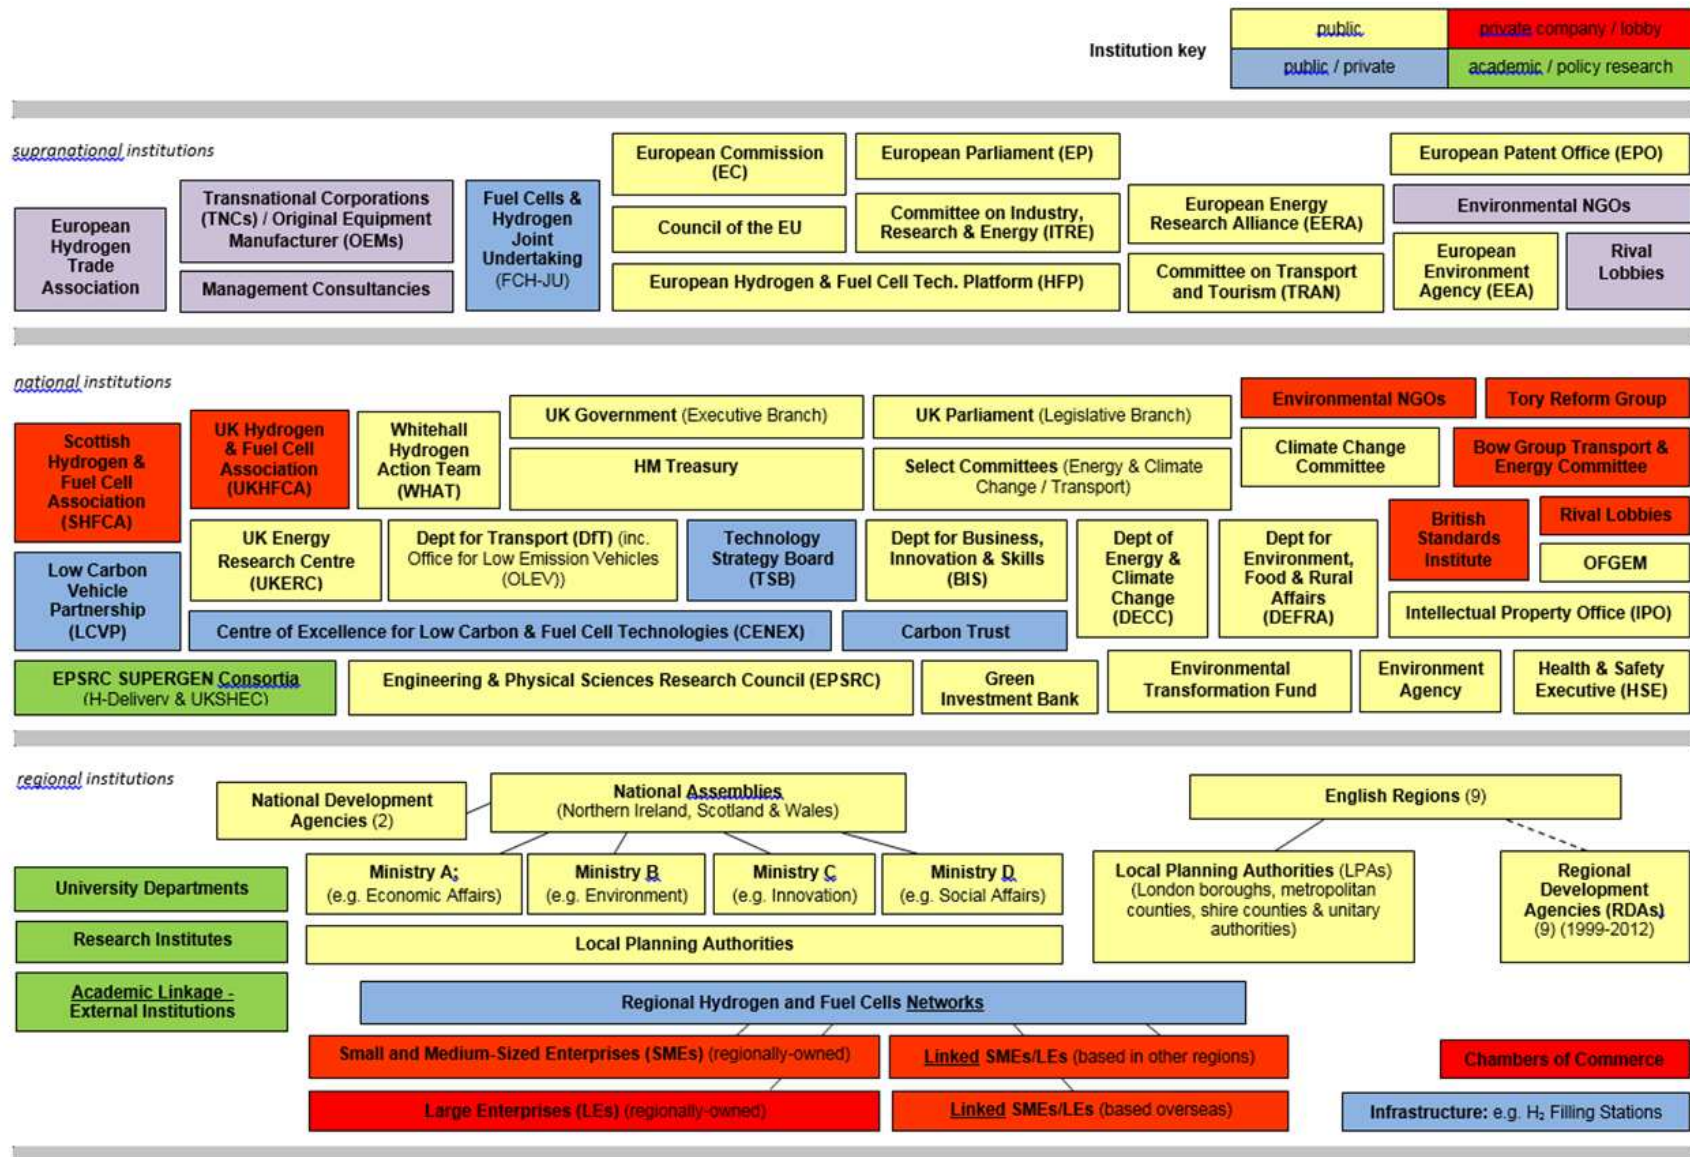 Institution key
public
private company / lobby
public / private
academic / policy research
supranational institutions
European
Hydrogen
Trade
Association
Transnational Corporations
(TNCs) / Original Equipment
Manufacturer (OEMs)
Management Consultancies
Fuel Cells &
Hydrogen
Joint
Undertaking
(FCH-JU)
European Commission
(EC)
Council of the EU
European Hydrogen & Fuel Cell Tech. Platform (HFP)
European Parliament (EP)
Committee on Industry,
Research & Energy (ITRE)
European Energy
Research Alliance (EERA)
Committee on Transport
and Tourism (TRAN)
European Patent Office (EPO)
Environmental NGOs
European
Environment
Agency (EEA)
Rival
Lobbies
national institutions
Scottish
Hydrogen &
Fuel Cell
Association
(SHFCA)
UK Hydrogen
& Fuel Cell
Association
(UKHFCA)
Whitehall
Hydrogen
Action Team
(WHAT)
UK Government (Executive Branch)
HM Treasury
UK Parliament (Legislative Branch)
Select Committees (Energy & Climate
Change / Transport)
Environmental NGOs
Tory Reform Group
Climate Change
Committee
Bow Group Transport &
Energy Committee
Low Carbon
Vehicle
Partnership
(LCVP)
UK Energy
Research Centre
(UKERC)
Dept for Transport (DfT) (inc.
Office for Low Emission Vehicles
(OLEV))
Technology
Strategy Board
(TSB)
Dept for Business,
Innovation & Skills
(BIS)
Dept of
Energy &
Climate
Change
(DECC)
Dept for
Environment,
Food & Rural
Affairs
(DEFRA)
British
Standards
Institute
Rival Lobbies
OFGEM
Intellectual Property Office (IPO)
Centre of Excellence for Low Carbon & Fuel Cell Technologies (CENEX)
Carbon Trust
EPSRC SUPERGEN Consortia
(H-Delivery & UKSHEC)
Engineering & Physical Sciences Research Council (EPSRC)
Green
Investment Bank
Environmental
Transformation Fund
Environment
Agency
Health & Safety
Executive (HSE)
regional institutions
National Development
Agencies (2)
National Assemblies
(Northern Ireland, Scotland & Wales)
English Regions (9)
University Departments
Research Institutes
Academic Linkage -
External Institutions
Ministry A;
(e.g. Economic Affairs)
Ministry B
(e.g. Environment)
Ministry C
(e.g. Innovation)
Ministry D
(e.g. Social Affairs)
Local Planning Authorities
Local Planning Authorities (LPAs)
(London boroughs, metropolitan
counties, shire counties & unitary
authorities)
Regional
Development
Agencies (RDAs)
(9) (1999-2012)
Regional Hydrogen and Fuel Cells Networks
Small and Medium-Sized Enterprises (SMEs) (regionally-owned)
Linked SMEs/LEs (based in other regions)
Large Enterprises (LEs) (regionally-owned)
Linked SMEs/LEs (based overseas)
Chambers of Commerce
Infrastructure: e.g. H₂ Filling Stations